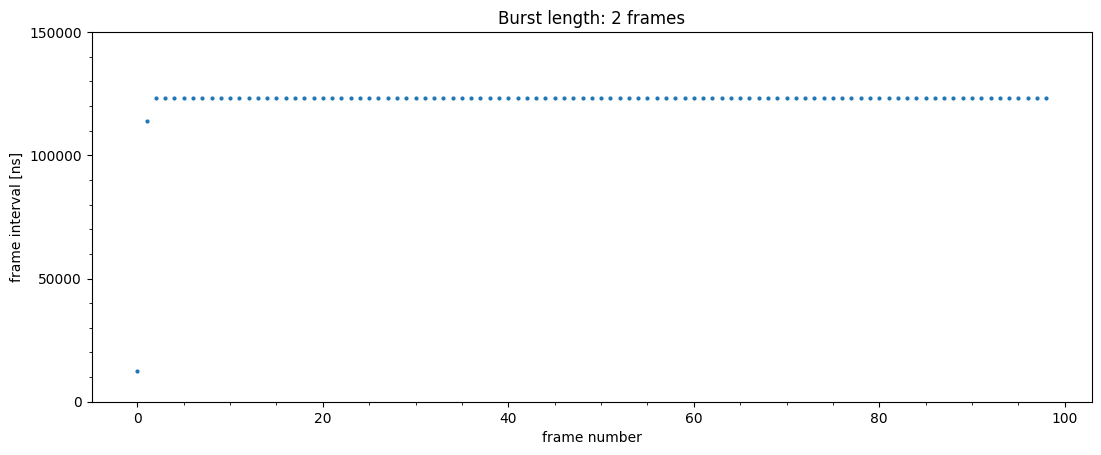 Burst length: 2 frames
150000
100000
50000
0
frame interval [ns]
0 20 40 60 80 100
frame number